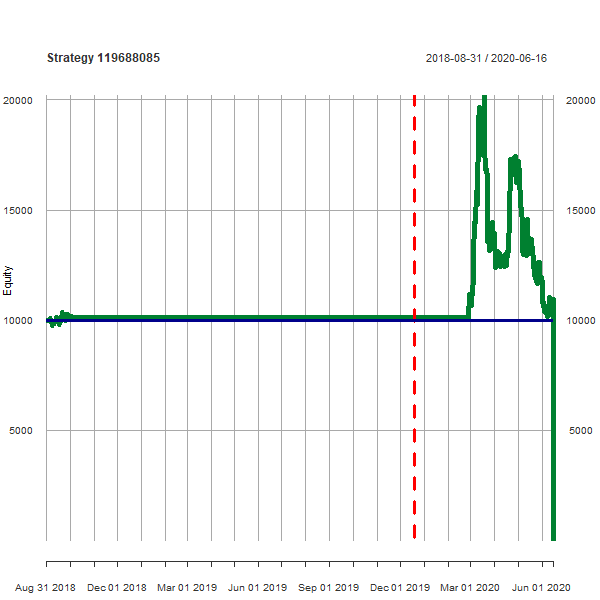 Strategy 119688085 2018-08-31 / 2020-06-16
20000 20000
15000 15000
Equity
10000 10000
5000 5000
Aug 31 2018 Dec 01 2018 Mar 01 2019 Jun 01 2019 Sep 01 2019 Dec 01 2019 Mar 01 2020 Jun 01 2020